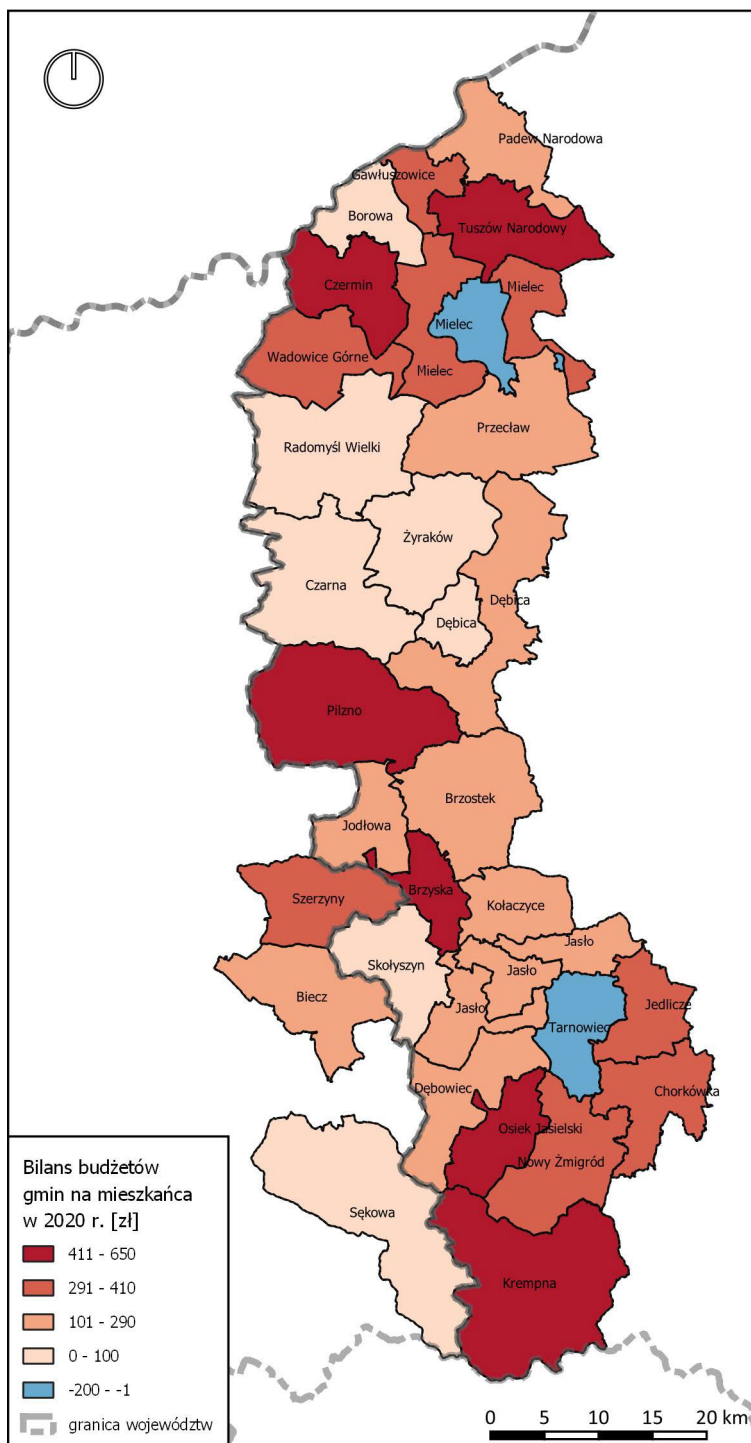 Padew Narodowa
Gawłuszowice
Borowa
Tuszów Narodowy
Czermin
Mielec
Mielec
Wadowice Górne
Mielec
Przecław
Radomyśl Wielki
Żyraków
Czarna
Dębica
Dębica
Pilzno
Brzostek
Jodłowa
Szerzyny
Brzyska
Kołaczyce
Jasło
Skołyszyn
Jasło
Biecz
Jasło
Jedlicze
Tarnowiec
Dębowiec
Chorkówka
Osiek Jasielski
Nowy Żmigród
Sękowa
Krempna
Bilans budżetów
gmin na mieszkańca
w 2020 r. [zł]
411 - 650
291 - 410
101 - 290
0 - 100
-200 - -1
granica województw
0 5 10 15 20 km